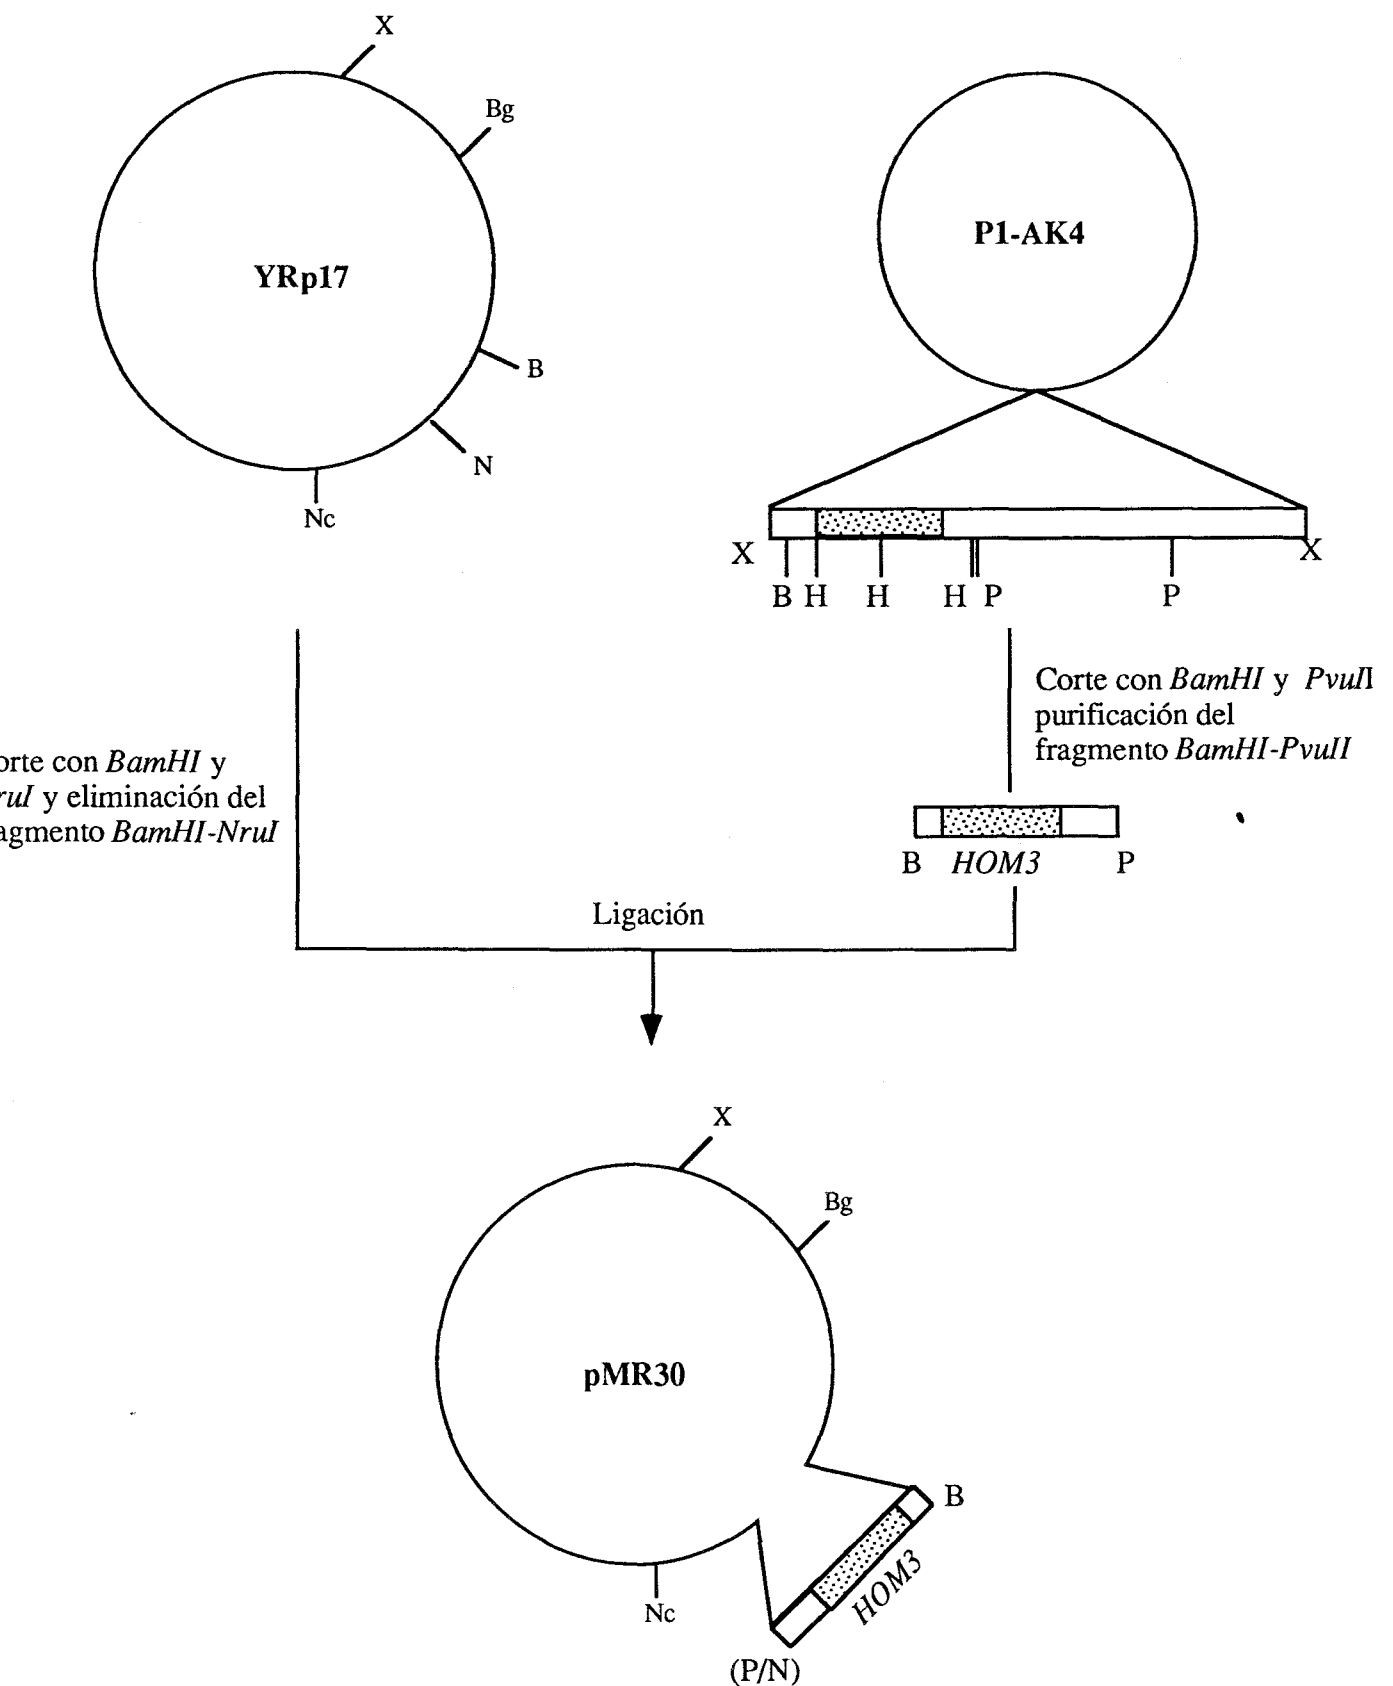 X
Bg
YRp17
B
N
Nc
P1-AK4
X
X
B H H H P P
Corte con BamHI y PvuII
purificación del
fragmento BamHI-PvuII
orte con BamHI y
ruI y eliminación del
agmento BamHI-NruI
B HOM3 P
Ligación
X
Bg
pMR30
B
HOM3
Nc
(P/N)